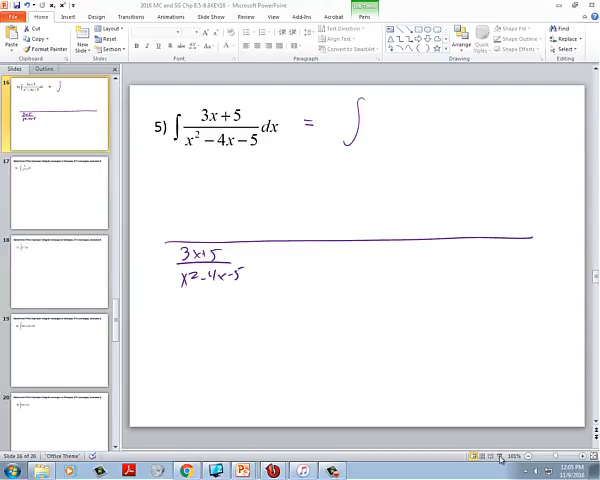 2016 MC and SG Chp 8.5-8.8KEY16 - Microsoft PowerPoint
File Home Insert Design Transitions Animations Slide Show Review View Add-Ins Acrobat Pens
Paste Cut Copy Format Painter
New Slide Layout Reset Section
Text Direction Align Text Convert to SmartArt
Arrange Quick Styles Shape Fill Shape Outline Shape Effects
Find Replace Select
Clipboard Slides Font Paragraph Drawing Editing
Slides Outline
16
17
18
19
20
5) ∫ (3x + 5)/(x² − 4x − 5) dx = ∫
3x+5
x²-4x-5
Slide 16 of 26 "Office Theme" 101%
12:05 PM
11/9/2016